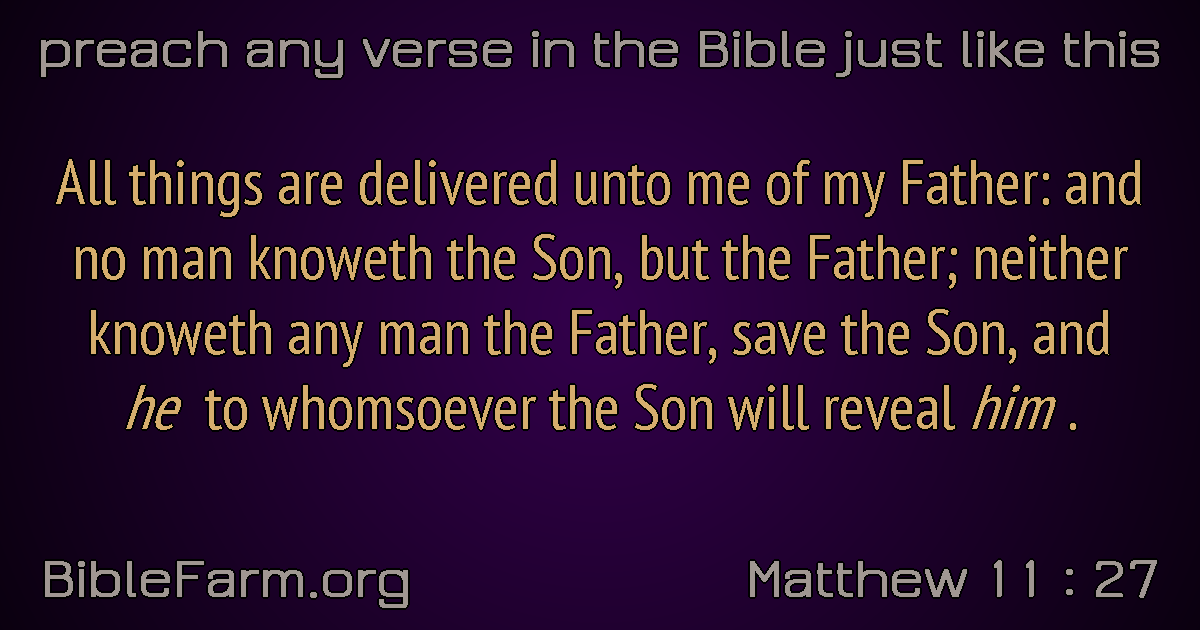 preach any verse in the Bible just like this
All things are delivered unto me of my Father: and
no man knoweth the Son, but the Father; neither
knoweth any man the Father, save the Son, and
he to whomsoever the Son will reveal him .
BibleFarm.org
Matthew 11 : 27